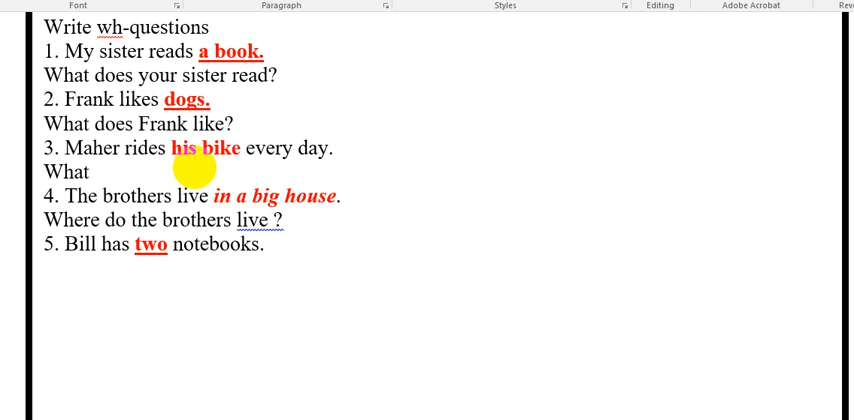 Font Paragraph Styles Editing Adobe Acrobat
Write wh-questions
1. My sister reads a book.
What does your sister read?
2. Frank likes dogs.
What does Frank like?
3. Maher rides his bike every day.
What
4. The brothers live in a big house.
Where do the brothers live ?
5. Bill has two notebooks.